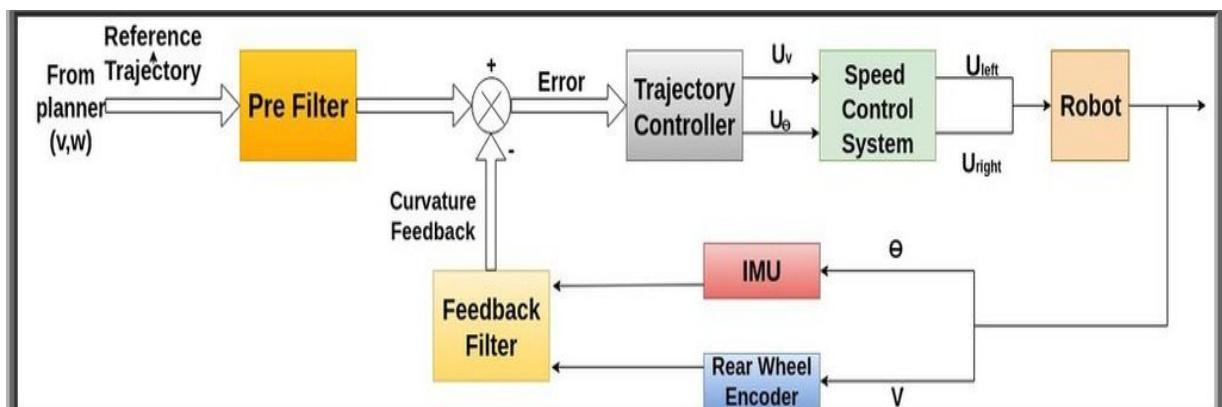 Reference
Trajectory
From
planner
(v,w)
Pre Filter
+
Error
-
Trajectory
Controller
Uv
Uθ
Speed
Control
System
Uleft
Uright
Robot
Curvature
Feedback
Feedback
Filter
IMU
θ
Rear Wheel
Encoder
V